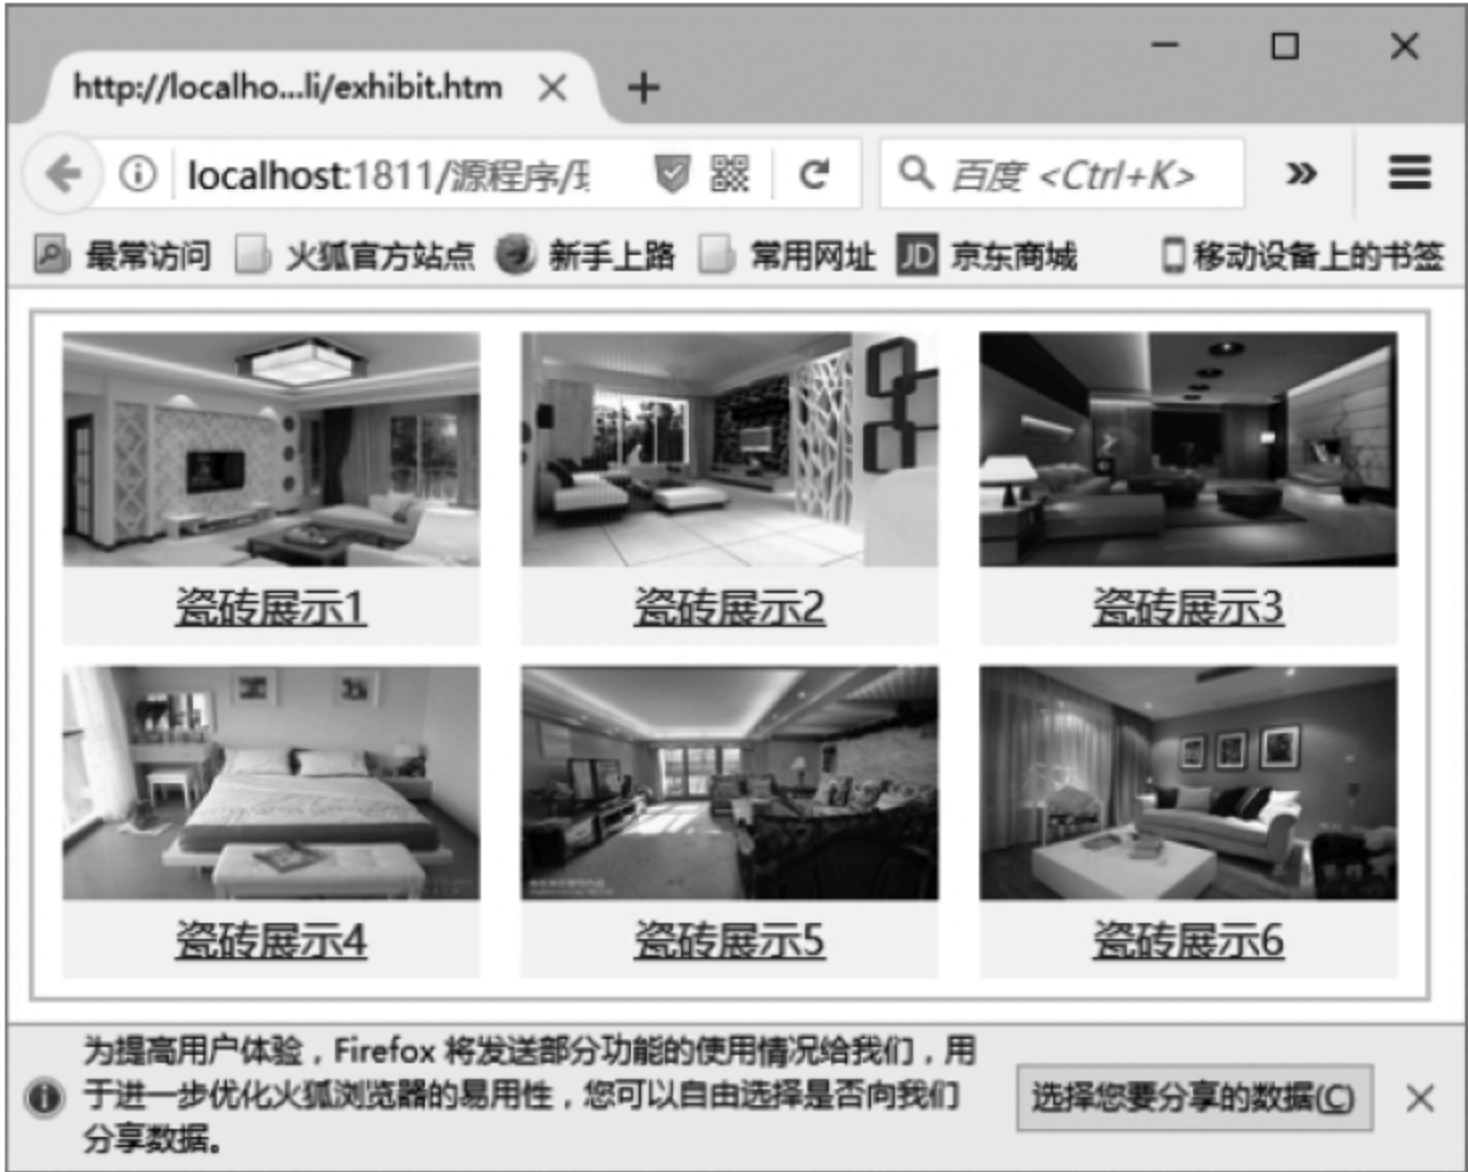 http://localho...li/exhibit.htm
localhost:1811/源程序/
百度 <Ctrl+K>
最常访问 火狐官方站点 新手上路 常用网址 JD 京东商城 移动设备上的书签
瓷砖展示1 瓷砖展示2 瓷砖展示3
瓷砖展示4 瓷砖展示5 瓷砖展示6
为提高用户体验，Firefox 将发送部分功能的使用情况给我们，用
于进一步优化火狐浏览器的易用性，您可以自由选择是否向我们
分享数据。
选择您要分享的数据(C)